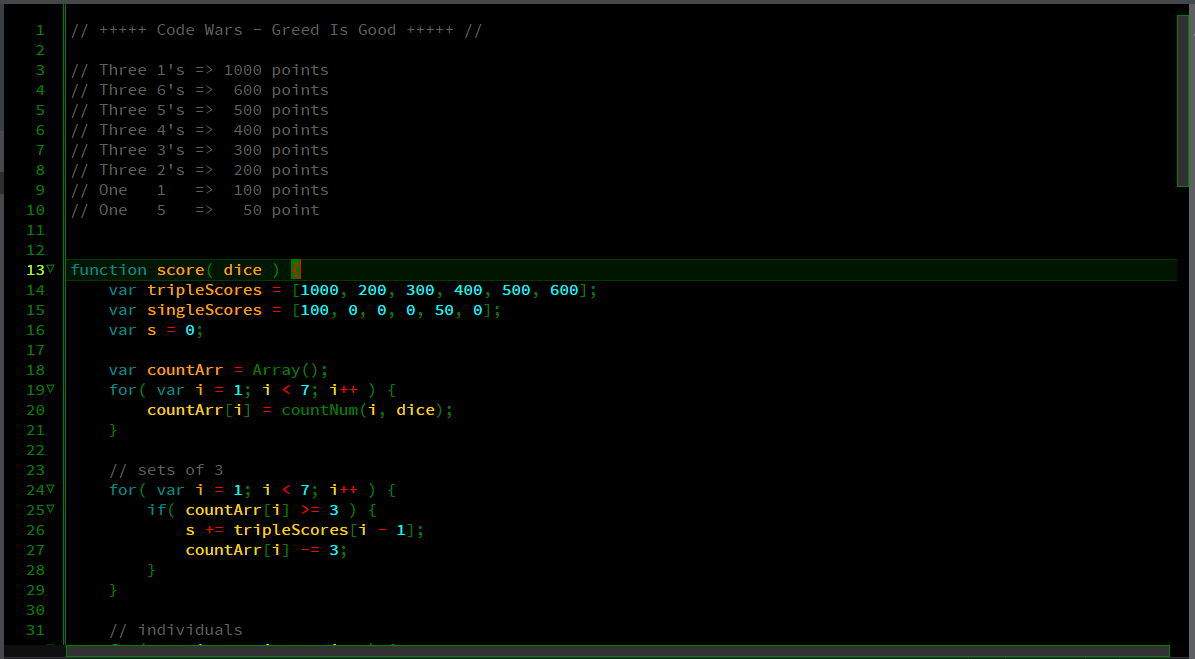 1 // +++++ Code Wars - Greed Is Good +++++ //
2
3 // Three 1's => 1000 points
4 // Three 6's =>  600 points
5 // Three 5's =>  500 points
6 // Three 4's =>  400 points
7 // Three 3's =>  300 points
8 // Three 2's =>  200 points
9 // One   1   =>  100 points
10 // One   5   =>   50 point
11
12
13 function score( dice ) {
14     var tripleScores = [1000, 200, 300, 400, 500, 600];
15     var singleScores = [100, 0, 0, 0, 50, 0];
16     var s = 0;
17
18     var countArr = Array();
19     for( var i = 1; i < 7; i++ ) {
20         countArr[i] = countNum(i, dice);
21     }
22
23     // sets of 3
24     for( var i = 1; i < 7; i++ ) {
25         if( countArr[i] >= 3 ) {
26             s += tripleScores[i - 1];
27             countArr[i] -= 3;
28         }
29     }
30
31     // individuals